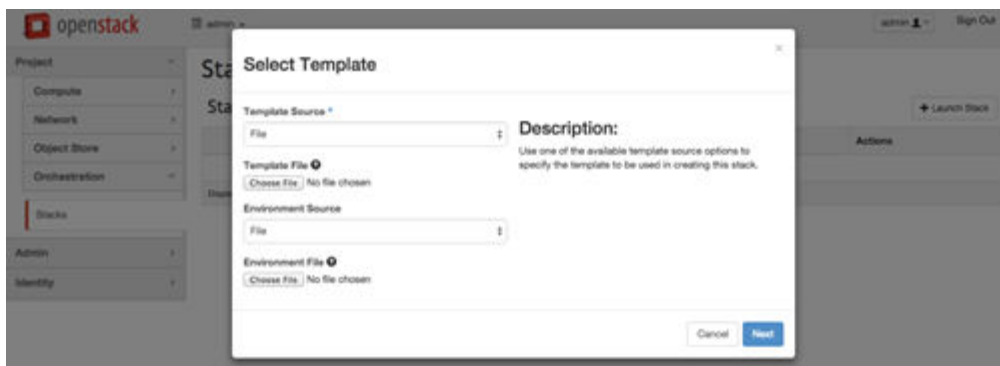 openstack
admin
admin
Sign Out
Project
Compute
Network
Object Store
Orchestration
Stacks
Admin
Identity
Sta
Sta
+ Launch Stack
Actions
Select Template
×
Template Source *
File
Template File
Choose File No file chosen
Environment Source
File
Environment File
Choose File No file chosen
Description:
Use one of the available template source options to
specify the template to be used in creating this stack.
Cancel
Next